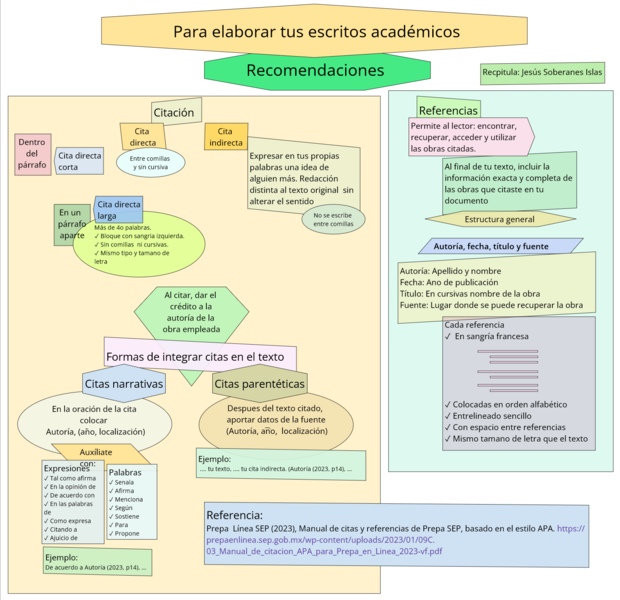 Para elaborar tus escritos académicos
Recomendaciones
Recpitula: Jesús Soberanes Islas
Citación
Dentro
del
párrafo
Cita directa
corta
Cita
directa
Entre comillas
y sin cursiva
Cita
indirecta
Expresar en tus propias
palabras una idea de
alguien más. Redacción
distinta al texto original  sin
alterar el sentido
No se escribe
entre comillas
En un
párrafo
aparte
Cita directa
larga
Más de 4o palabras.
✓ Bloque con sangría izquierda.
✓ Sin comillas  ni cursivas.
✓ Mismo tipo y tamano de
letra
Al citar, dar el
crédito a la
autoría de la
obra empleada
Formas de integrar citas en el texto
Citas narrativas
En la oración de la cita
colocar
Autoría, (año, localización)
Auxíliate
con:
Expresiones
✓ Tal como afirma
✓ En la opinión de
✓ De acuerdo con
✓ En las palabras
de
✓ Como expresa
✓ Citando a
✓ Ajuicio de
Palabras
✓ Senala
✓ Afirma
✓ Menciona
✓ Según
✓ Sostiene
✓ Para
✓ Propone
Ejemplo:
De acuerdo a Autoría (2023, p14). ...
Citas parentéticas
Despues del texto citado,
aportar datos de la fuente
(Autoría, año,  localización)
Ejemplo:
.... tu texto, .... tu cita indirecta. (Autoría (2023, p14). ...
Referencias
Permite al lector: encontrar,
recuperar, acceder y utilizar
las obras citadas.
Al final de tu texto, incluir la
información exacta y completa de
las obras que citaste en tu
documento
Estructura general
Autoría, fecha, título y fuente
Autoría: Apellido y nombre
Fecha: Ano de publicación
Título: En cursivas nombre de la obra
Fuente: Lugar donde se puede recuperar la obra
Cada referencia
✓ En sangría francesa
✓ Colocadas en orden alfabético
✓ Entrelineado sencillo
✓ Con espacio entre referencias
✓ Mismo tamano de letra que el texto
Referencia:
Prepa  Línea SEP (2023), Manual de citas y referencias de Prepa SEP, basado en el estilo APA. https://
prepaenlinea.sep.gob.mx/wp-content/uploads/2023/01/09C.
03_Manual_de_citacion_APA_para_Prepa_en_Linea_2023-vf.pdf